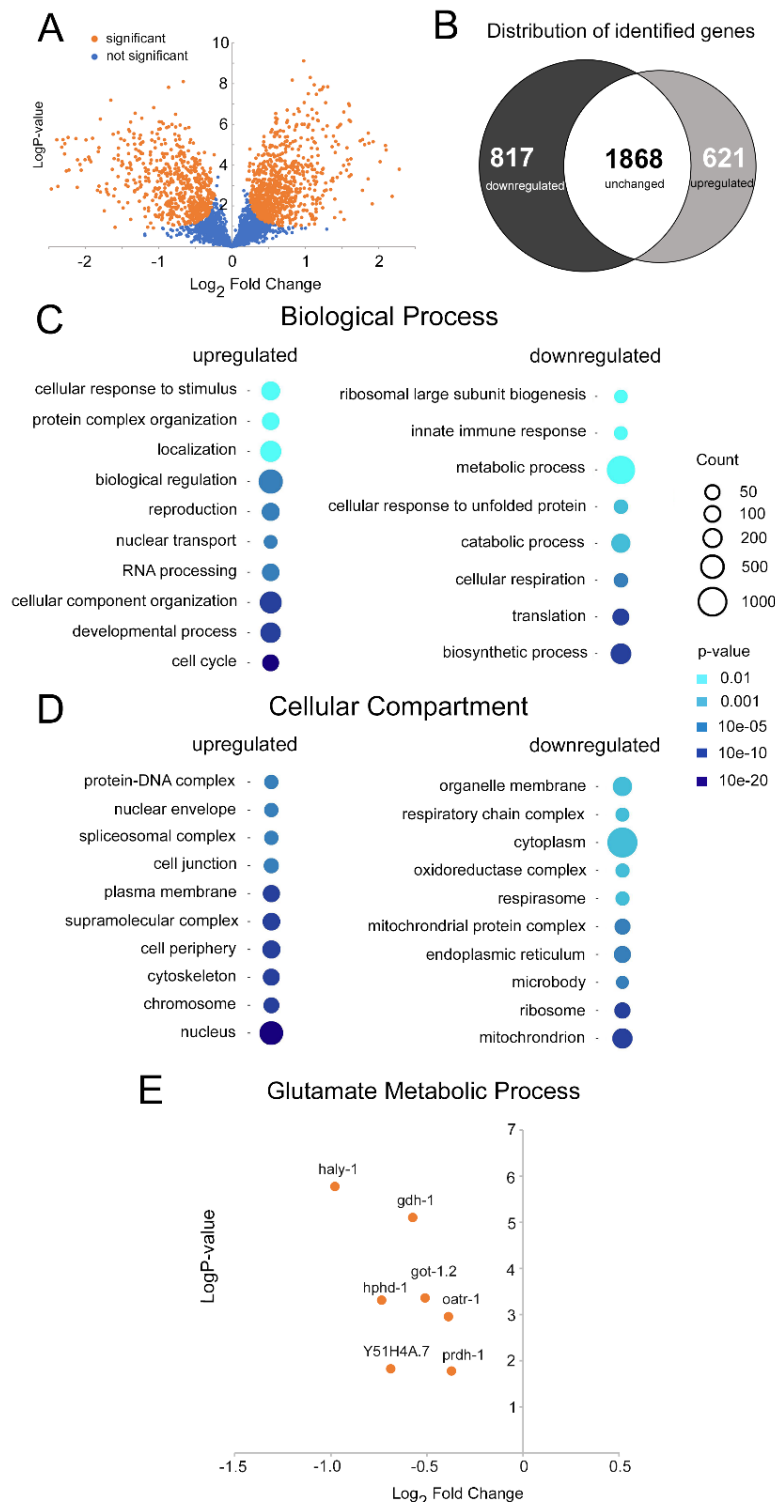 A
significant
not significant
LogP-value
10
8
6
4
2
-2
-1
0
1
2
Log2 Fold Change
B
Distribution of identified genes
817
downregulated
1868
unchanged
621
upregulated
C
Biological Process
upregulated
cellular response to stimulus
protein complex organization
localization
biological regulation
reproduction
nuclear transport
RNA processing
cellular component organization
developmental process
cell cycle
downregulated
ribosomal large subunit biogenesis
innate immune response
metabolic process
cellular response to unfolded protein
catabolic process
cellular respiration
translation
biosynthetic process
Count
50
100
200
500
1000
p-value
0.01
0.001
10e-05
10e-10
10e-20
D
Cellular Compartment
upregulated
protein-DNA complex
nuclear envelope
spliceosomal complex
cell junction
plasma membrane
supramolecular complex
cell periphery
cytoskeleton
chromosome
nucleus
downregulated
organelle membrane
respiratory chain complex
cytoplasm
oxidoreductase complex
respirasome
mitochrondrial protein complex
endoplasmic reticulum
microbody
ribosome
mitochrondrion
E
Glutamate Metabolic Process
LogP-value
7
6
5
4
3
2
1
haly-1
gdh-1
got-1.2
hphd-1
oatr-1
Y51H4A.7
prdh-1
-1.5
-1.0
-0.5
0
0.5
Log2 Fold Change